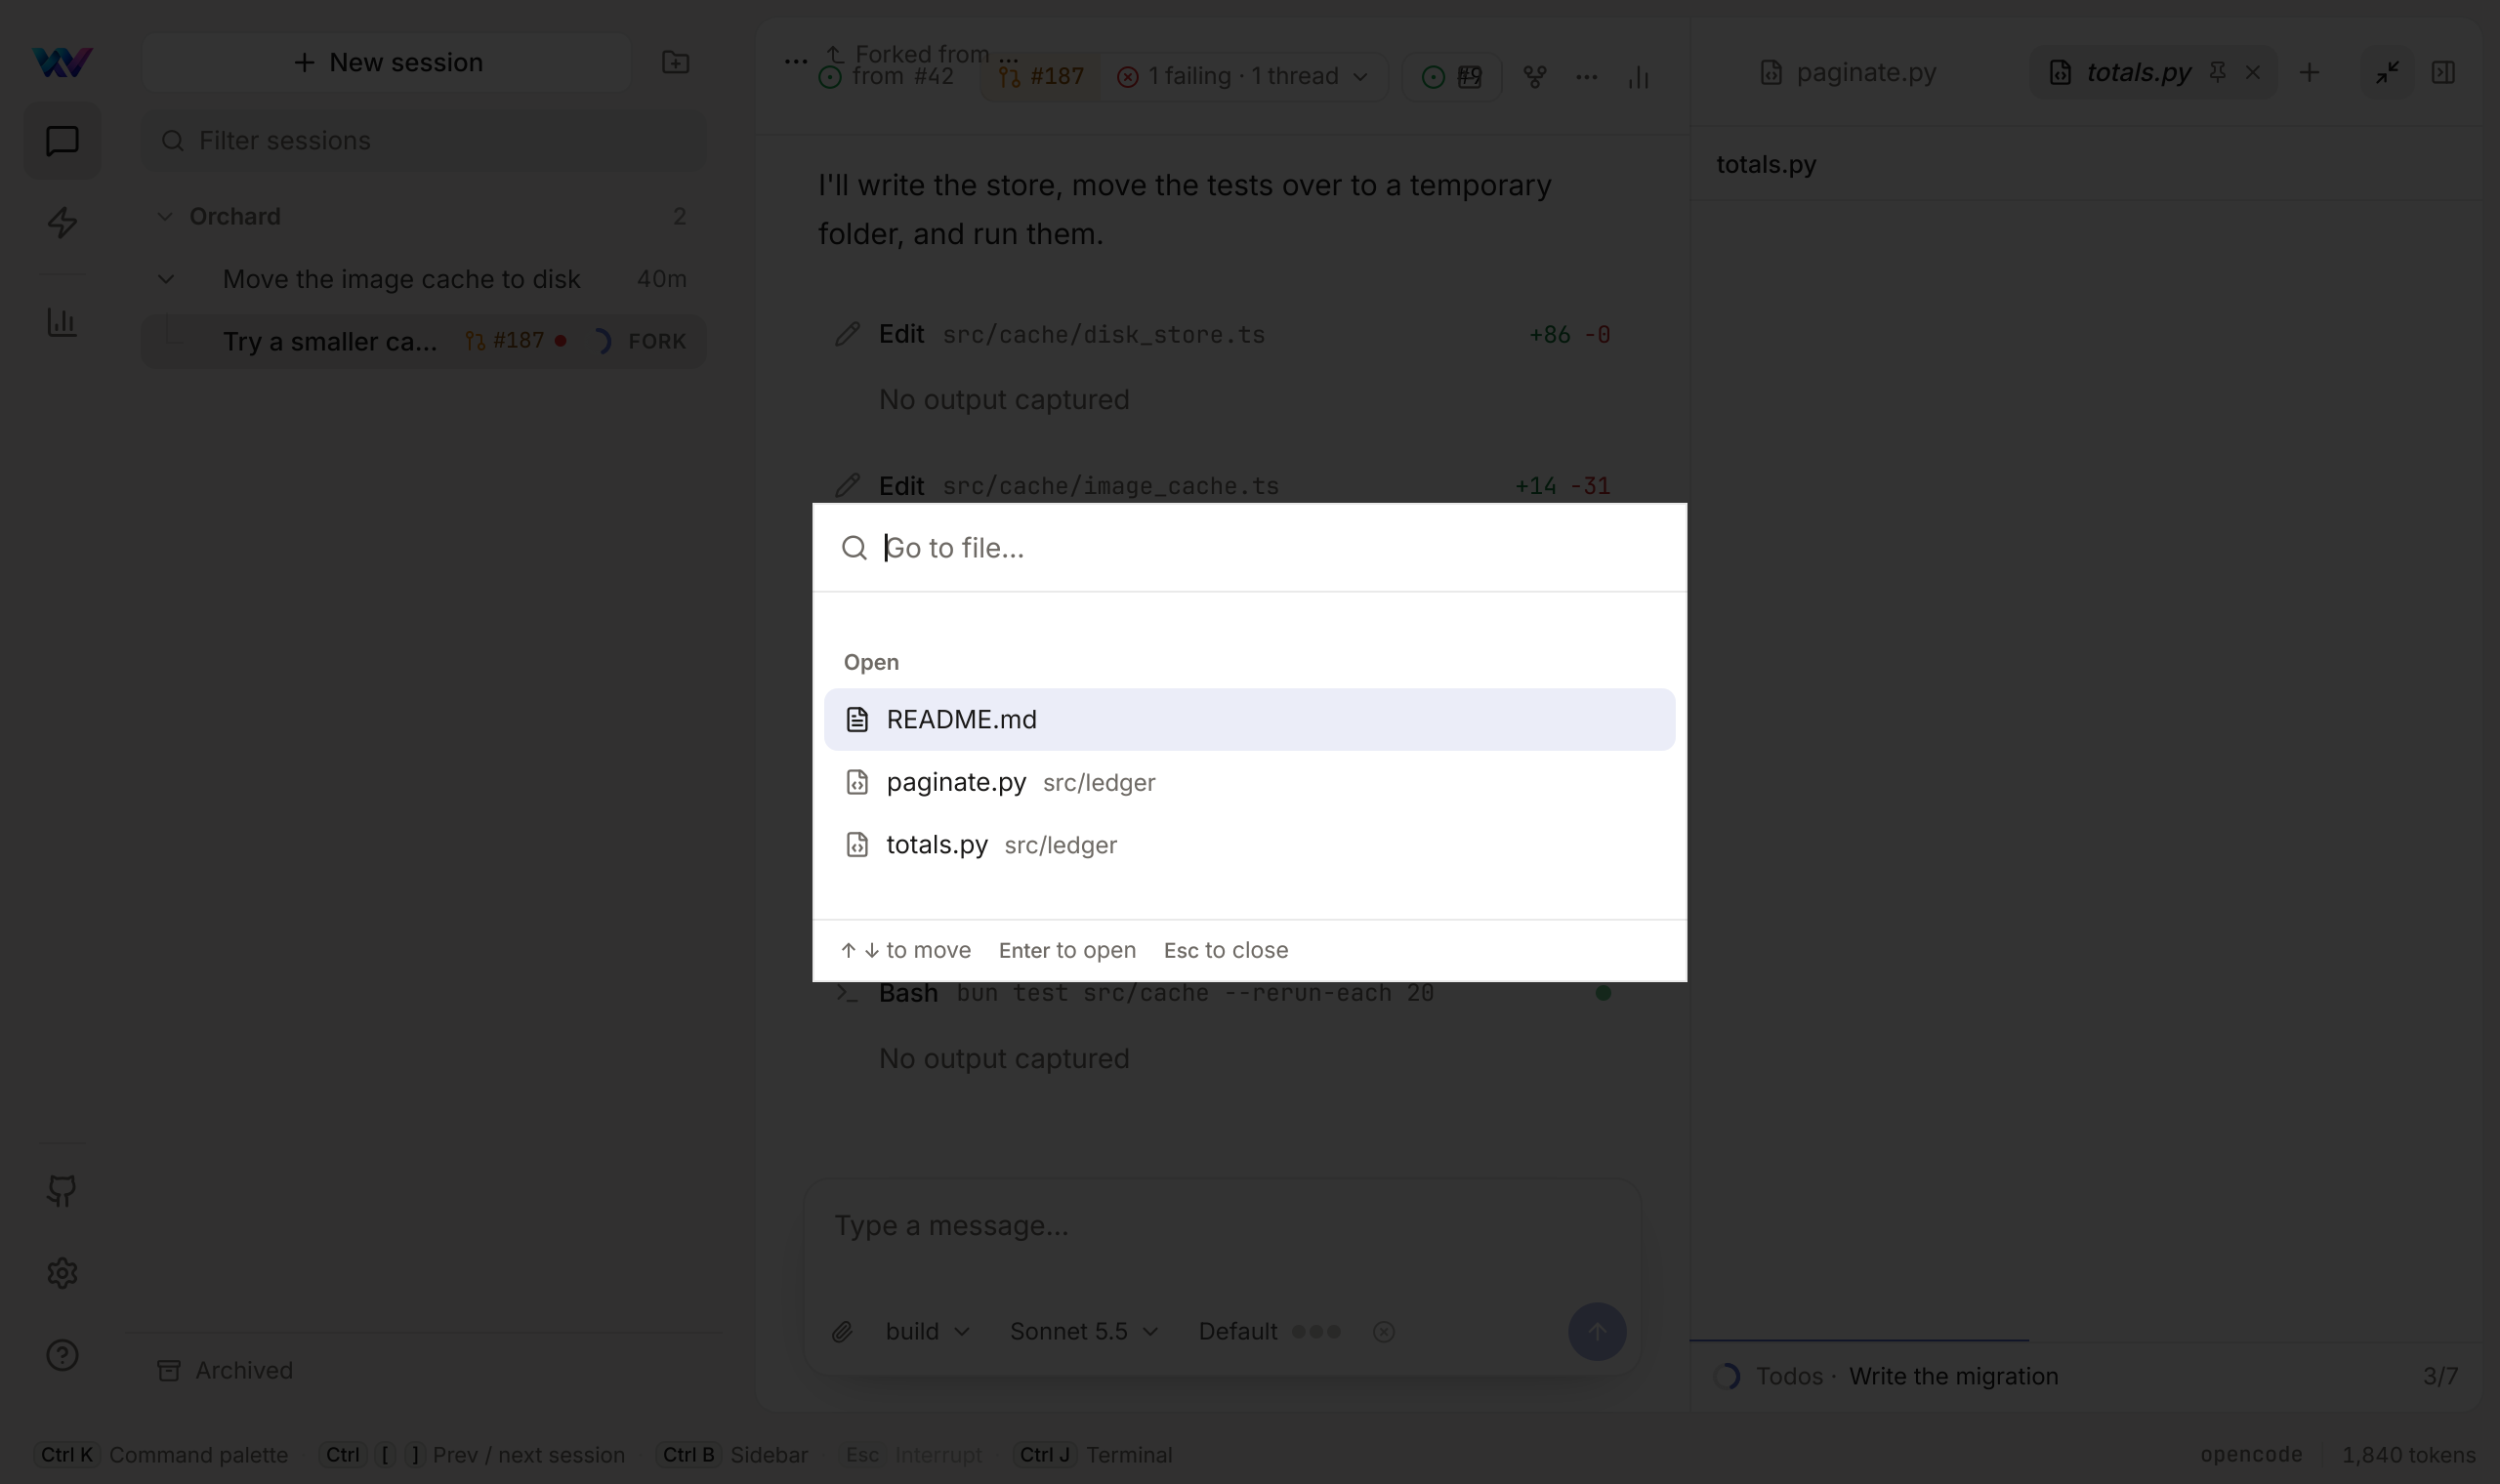 New session
Filter sessions
Orchard 2
Move the image cache to disk 40m
Try a smaller ca... #187 FORK
Archived
Forked from ...
from #42 #187 1 failing · 1 thread #9
I'll write the store, move the tests over to a temporary
folder, and run them.
Edit src/cache/disk_store.ts +86 -0
No output captured
Edit src/cache/image_cache.ts +14 -31
Go to file...
Open
README.md
paginate.py src/ledger
totals.py src/ledger
↑ ↓ to move Enter to open Esc to close
Bash bun test src/cache --rerun-each 20
No output captured
Type a message...
build Sonnet 5.5 Default
paginate.py totals.py
totals.py
Todos · Write the migration 3/7
Ctrl K Command palette Ctrl [ ] Prev / next session Ctrl B Sidebar Esc Interrupt Ctrl J Terminal
opencode 1,840 tokens